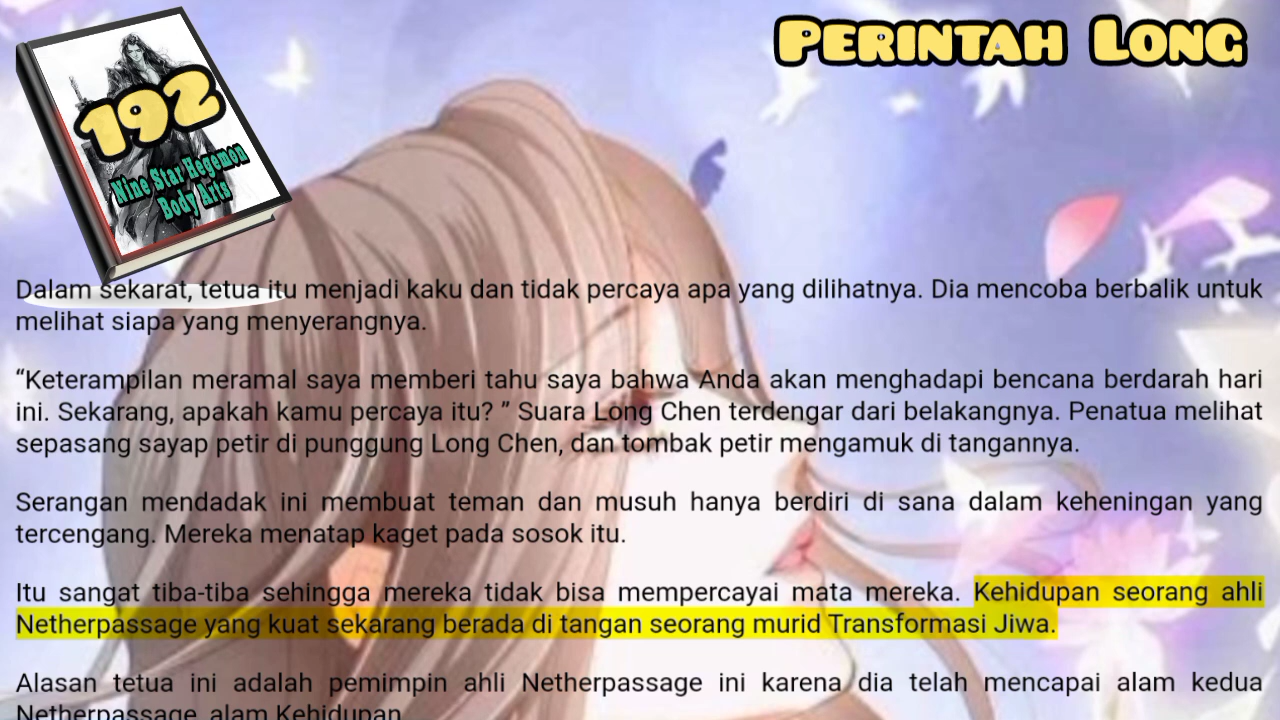 192
Nine Star Hegemon
Body Arts
PERINTAH LONG
Dalam sekarat, tetua itu menjadi kaku dan tidak percaya apa yang dilihatnya. Dia mencoba berbalik untuk
melihat siapa yang menyerangnya.
“Keterampilan meramal saya memberi tahu saya bahwa Anda akan menghadapi bencana berdarah hari
ini. Sekarang, apakah kamu percaya itu? ” Suara Long Chen terdengar dari belakangnya. Penatua melihat
sepasang sayap petir di punggung Long Chen, dan tombak petir mengamuk di tangannya.
Serangan mendadak ini membuat teman dan musuh hanya berdiri di sana dalam keheningan yang
tercengang. Mereka menatap kaget pada sosok itu.
Itu sangat tiba-tiba sehingga mereka tidak bisa mempercayai mata mereka. Kehidupan seorang ahli
Netherpassage yang kuat sekarang berada di tangan seorang murid Transformasi Jiwa.
Alasan tetua ini adalah pemimpin ahli Netherpassage ini karena dia telah mencapai alam kedua
Netherpassage, alam Kehidupan.